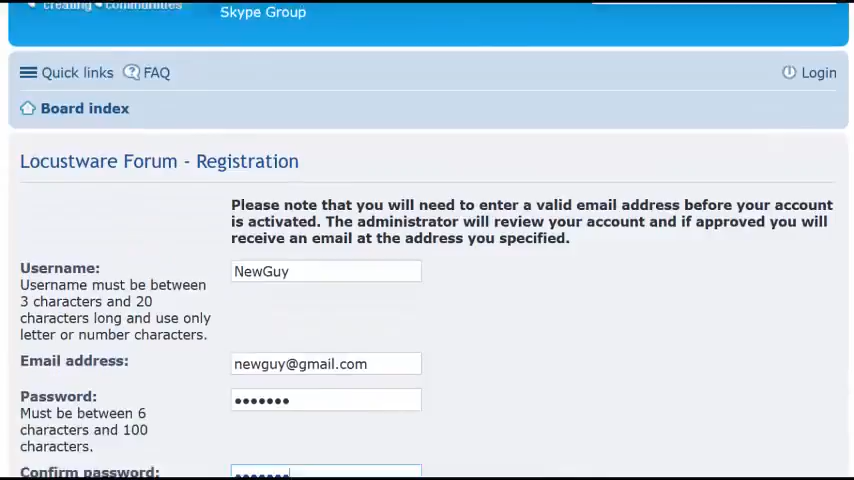 creating communities
Skype Group
Quick links FAQ Login
Board index
Locustware Forum - Registration
Please note that you will need to enter a valid email address before your account
is activated. The administrator will review your account and if approved you will
receive an email at the address you specified.
Username:
Username must be between
3 characters and 20
characters long and use only
letter or number characters.
NewGuy
Email address:
newguy@gmail.com
Password:
Must be between 6
characters and 100
characters.
•••••••
Confirm password:
•••••••